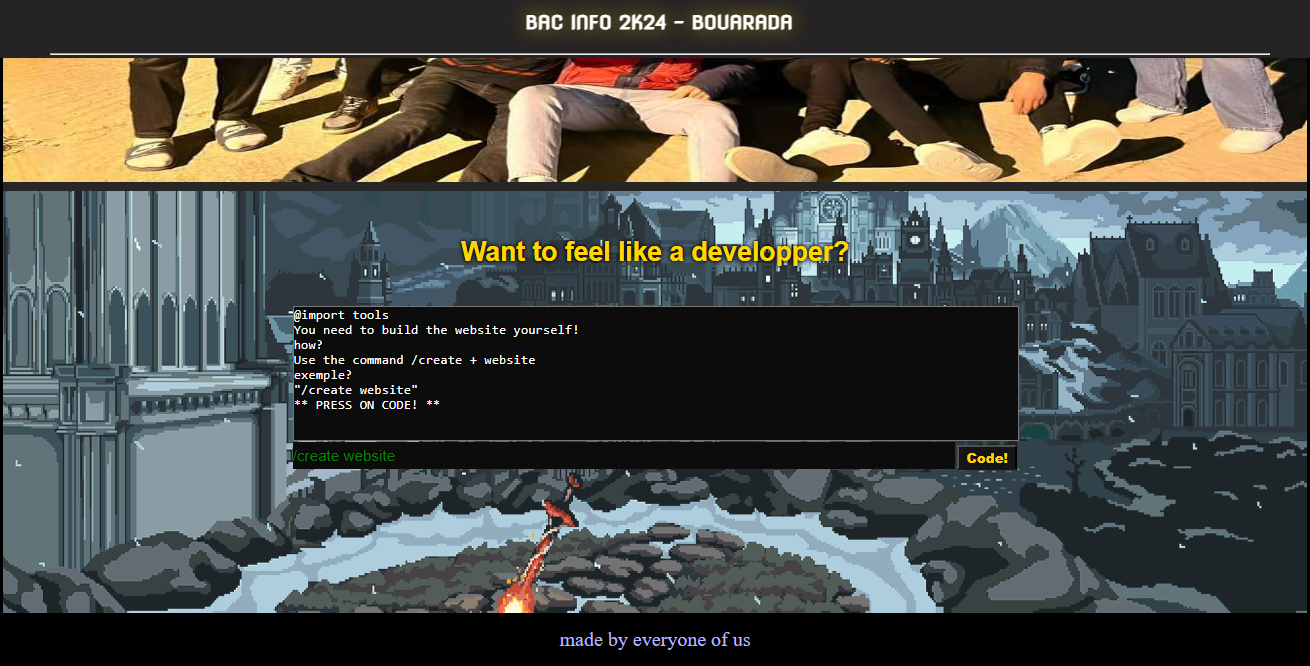 BAC INFO 2K24 - BOUARADA
Want to feel like a developper?
@import tools
You need to build the website yourself!
how?
Use the command /create + website
exemple?
"/create website"
** PRESS ON CODE! **
/create website
Code!
made by everyone of us